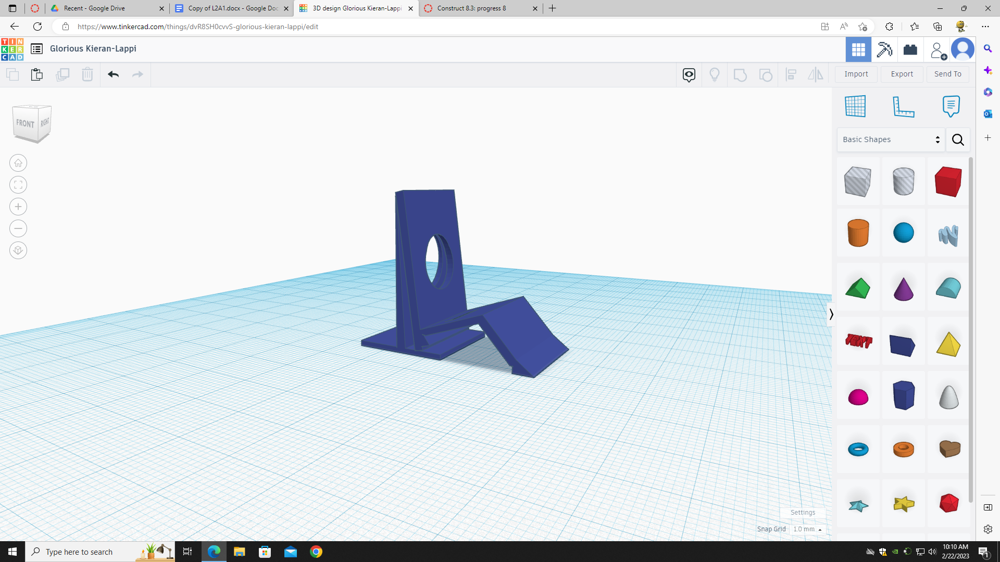 Recent - Google Drive
Copy of L2A1.docx - Google Doc
3D design Glorious Kieran-Lappi
Construct 8.3: progress 8
https://www.tinkercad.com/things/dvR8SH0cvvS-glorious-kieran-lappi/edit
TIN
KER
CAD
Glorious Kieran-Lappi
Import
Export
Send To
FRONT
RIGHT
Basic Shapes
TEXT
Settings
Snap Grid
1.0 mm
Type here to search
10:10 AM
2/22/2023
1